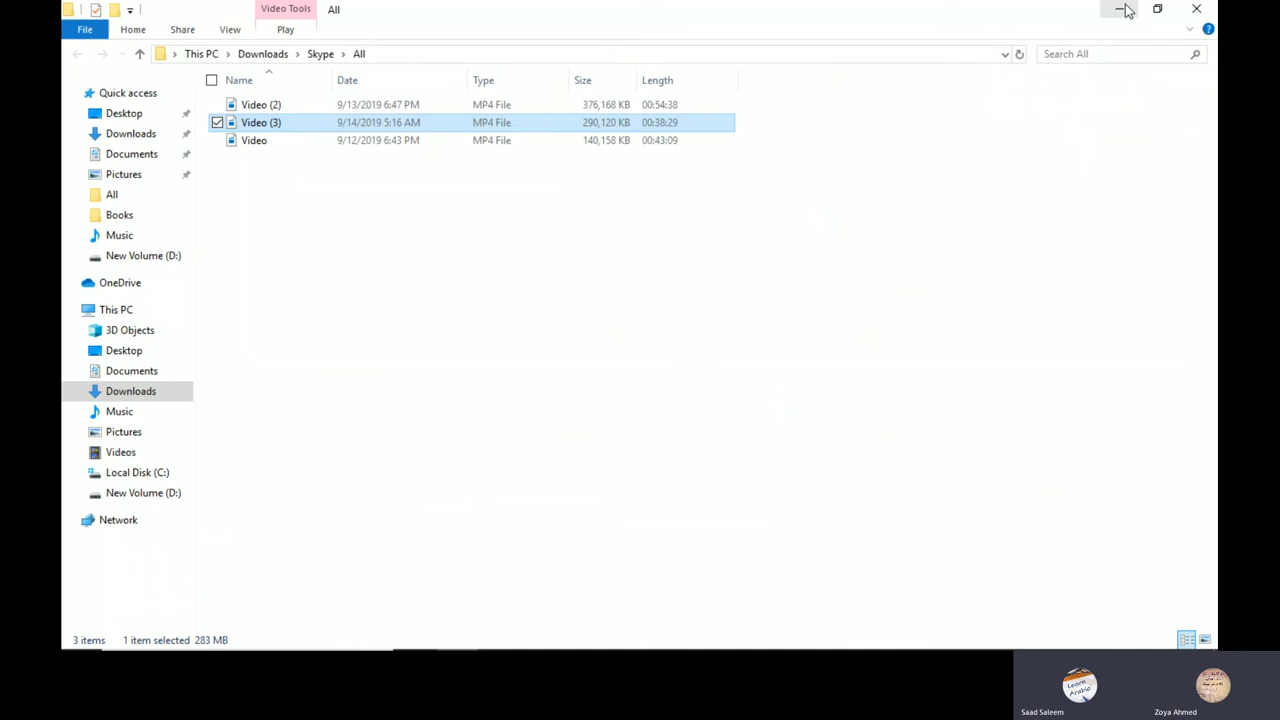 Video Tools All
File Home Share View Play
This PC Downloads Skype All
Search All
Name Date Type Size Length
Quick access
Desktop
Downloads
Documents
Pictures
All
Books
Music
New Volume (D:)
OneDrive
This PC
3D Objects
Desktop
Documents
Downloads
Music
Pictures
Videos
Local Disk (C:)
New Volume (D:)
Network
Video (2) 9/13/2019 6:47 PM MP4 File 376,168 KB 00:54:38
Video (3) 9/14/2019 5:16 AM MP4 File 290,120 KB 00:38:29
Video 9/12/2019 6:43 PM MP4 File 140,158 KB 00:43:09
3 items 1 item selected 283 MB
Learn
Arabic
Saad Saleem Zoya Ahmed